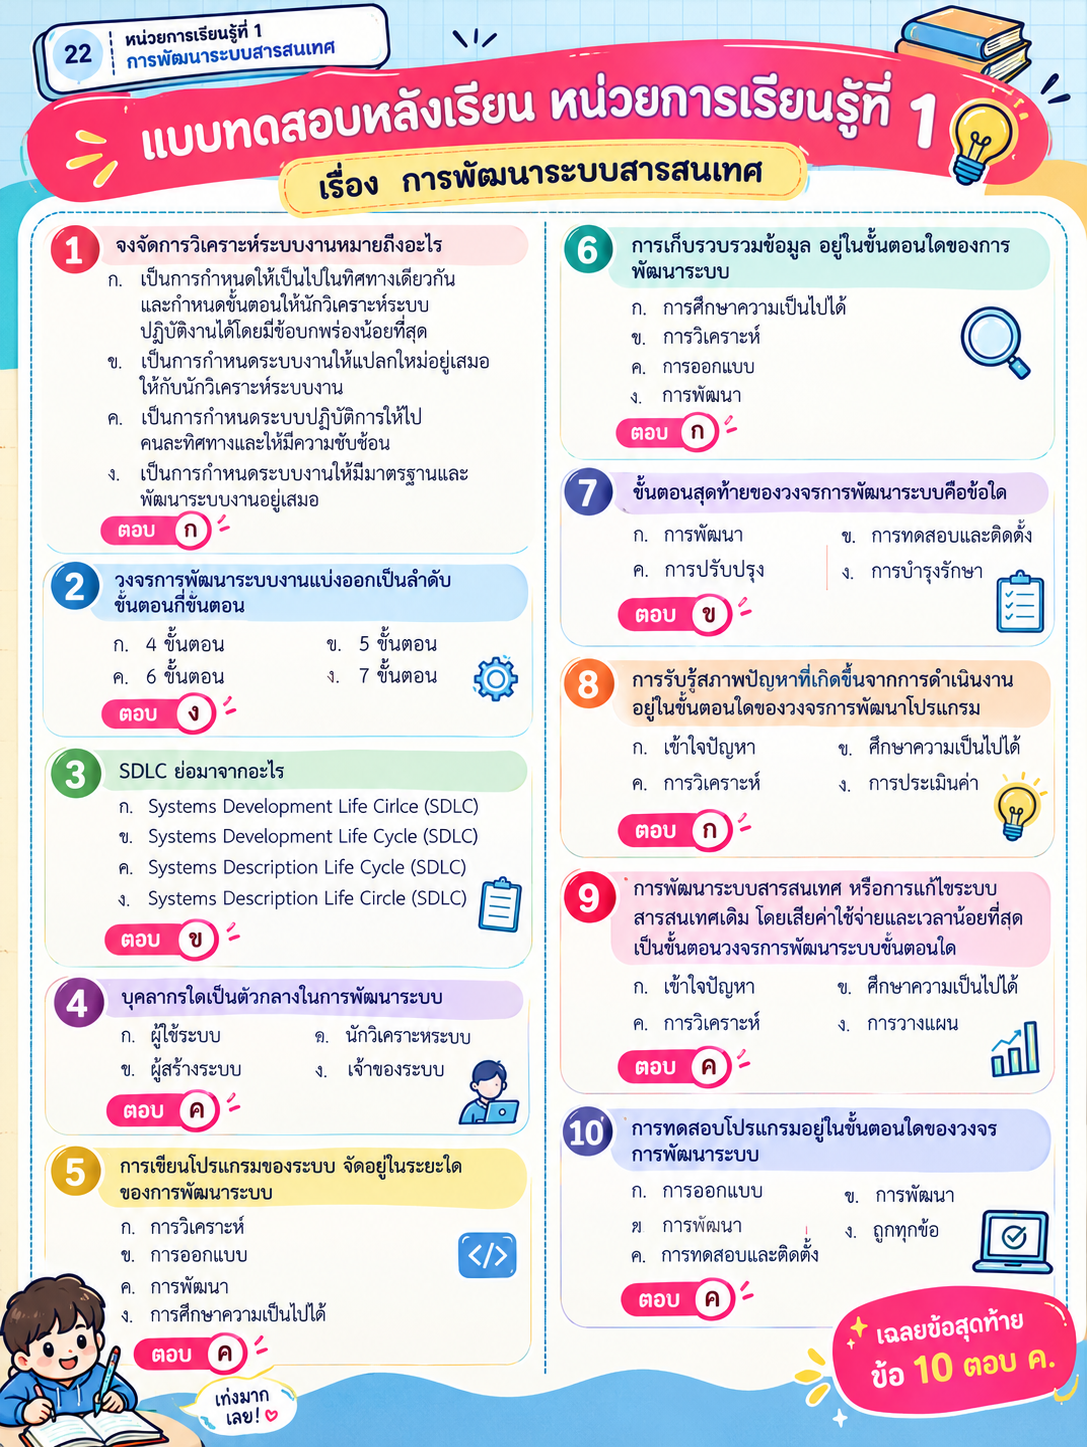 22
หน่วยการเรียนรู้ที่ 1
การพัฒนาระบบสารสนเทศ
แบบทดสอบหลังเรียน หน่วยการเรียนรู้ที่ 1
เรื่อง การพัฒนาระบบสารสนเทศ
1 จงจัดการวิเคราะห์ระบบงานหมายถึงอะไร
ก. เป็นการกำหนดให้เป็นไปในทิศทางเดียวกัน
และกำหนดขั้นตอนให้นักวิเคราะห์ระบบ
ปฏิบัติงานได้โดยมีข้อบกพร่องน้อยที่สุด
ข. เป็นการกำหนดระบบงานให้แปลกใหม่อยู่เสมอ
ให้กับนักวิเคราะห์ระบบงาน
ค. เป็นการกำหนดระบบปฏิบัติการให้ไป
คนละทิศทางและให้มีความซับซ้อน
ง. เป็นการกำหนดระบบงานให้มีมาตรฐานและ
พัฒนาระบบงานอยู่เสมอ
ตอบ ก
2 วงจรการพัฒนาระบบงานแบ่งออกเป็นลำดับ
ขั้นตอนกี่ขั้นตอน
ก. 4 ขั้นตอน ข. 5 ขั้นตอน
ค. 6 ขั้นตอน ง. 7 ขั้นตอน
ตอบ ง
3 SDLC ย่อมาจากอะไร
ก. Systems Development Life Cirlce (SDLC)
ข. Systems Development Life Cycle (SDLC)
ค. Systems Description Life Cycle (SDLC)
ง. Systems Description Life Circle (SDLC)
ตอบ ข
4 บุคลากรใดเป็นตัวกลางในการพัฒนาระบบ
ก. ผู้ใช้ระบบ ค. นักวิเคราะหระบบ
ข. ผู้สร้างระบบ ง. เจ้าของระบบ
ตอบ ค
5 การเขียนโปรแกรมของระบบ จัดอยู่ในระยะใด
ของการพัฒนาระบบ
ก. การวิเคราะห์
ข. การออกแบบ
ค. การพัฒนา
ง. การศึกษาความเป็นไปได้
</>
ตอบ ค
เก่งมาก
เลย!
6 การเก็บรวบรวมข้อมูล อยู่ในขั้นตอนใดของการ
พัฒนาระบบ
ก. การศึกษาความเป็นไปได้
ข. การวิเคราะห์
ค. การออกแบบ
ง. การพัฒนา
ตอบ ก
7 ขั้นตอนสุดท้ายของวงจรการพัฒนาระบบคือข้อใด
ก. การพัฒนา ข. การทดสอบและติดตั้ง
ค. การปรับปรุง ง. การบำรุงรักษา
ตอบ ข
8 การรับรู้สภาพปัญหาที่เกิดขึ้นจากการดำเนินงาน
อยู่ในขั้นตอนใดของวงจรการพัฒนาโปรแกรม
ก. เข้าใจปัญหา ข. ศึกษาความเป็นไปได้
ค. การวิเคราะห์ ง. การประเมินค่า
ตอบ ก
9 การพัฒนาระบบสารสนเทศ หรือการแก้ไขระบบ
สารสนเทศเดิม โดยเสียค่าใช้จ่ายและเวลาน้อยที่สุด
เป็นขั้นตอนวงจรการพัฒนาระบบขั้นตอนใด
ก. เข้าใจปัญหา ข. ศึกษาความเป็นไปได้
ค. การวิเคราะห์ ง. การวางแผน
ตอบ ค
10 การทดสอบโปรแกรมอยู่ในขั้นตอนใดของวงจร
การพัฒนาระบบ
ก. การออกแบบ ข. การพัฒนา
การพัฒนา ง. ถูกทุกข้อ
ค. การทดสอบและติดตั้ง
ตอบ ค
เฉลยข้อสุดท้าย
ข้อ 10 ตอบ ค.